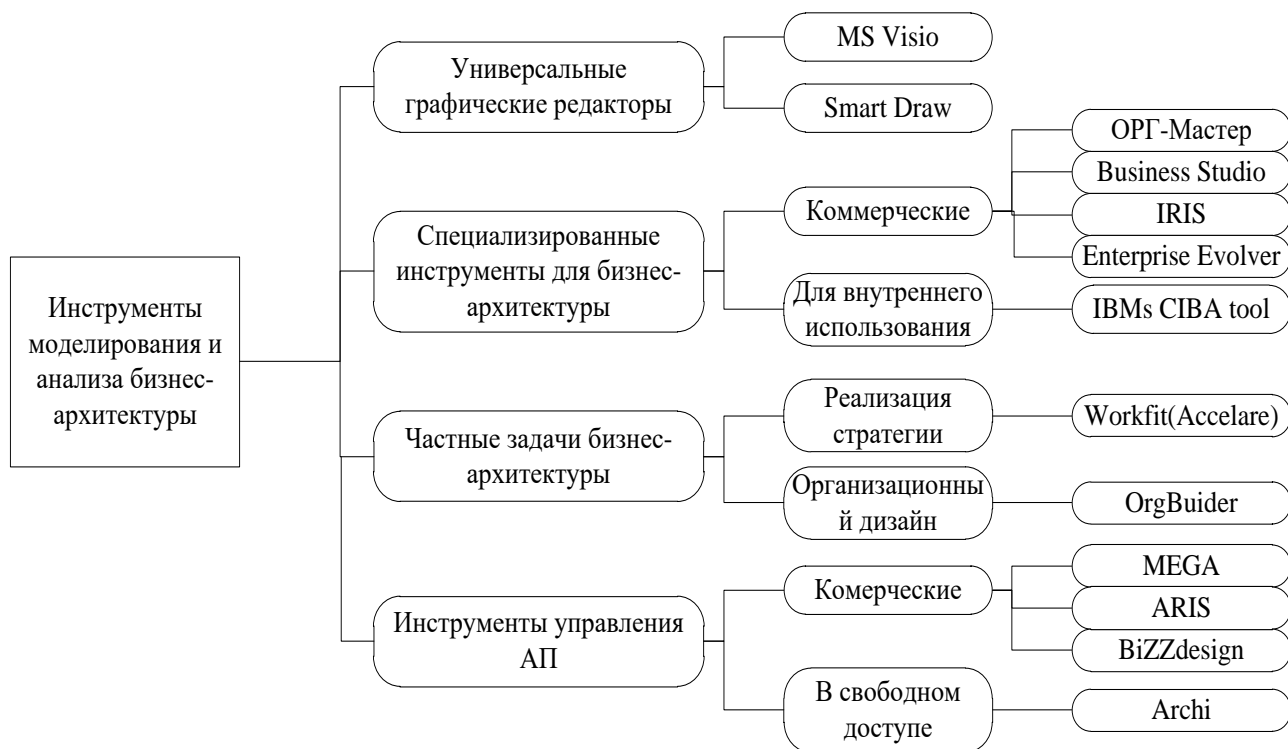 Инструменты
моделирования и
анализа бизнес-
архитектуры
Универсальные
графические редакторы
MS Visio
Smart Draw
Специализированные
инструменты для бизнес-
архитектуры
Коммерческие
ОРГ-Мастер
Business Studio
IRIS
Enterprise Evolver
Для внутреннего
использования
IBMs CIBA tool
Частные задачи бизнес-
архитектуры
Реализация
стратегии
Workfit(Accelare)
Организационны
й дизайн
OrgBuider
Инструменты управления
АП
Комерческие
MEGA
ARIS
BiZZdesign
В свободном
доступе
Archi